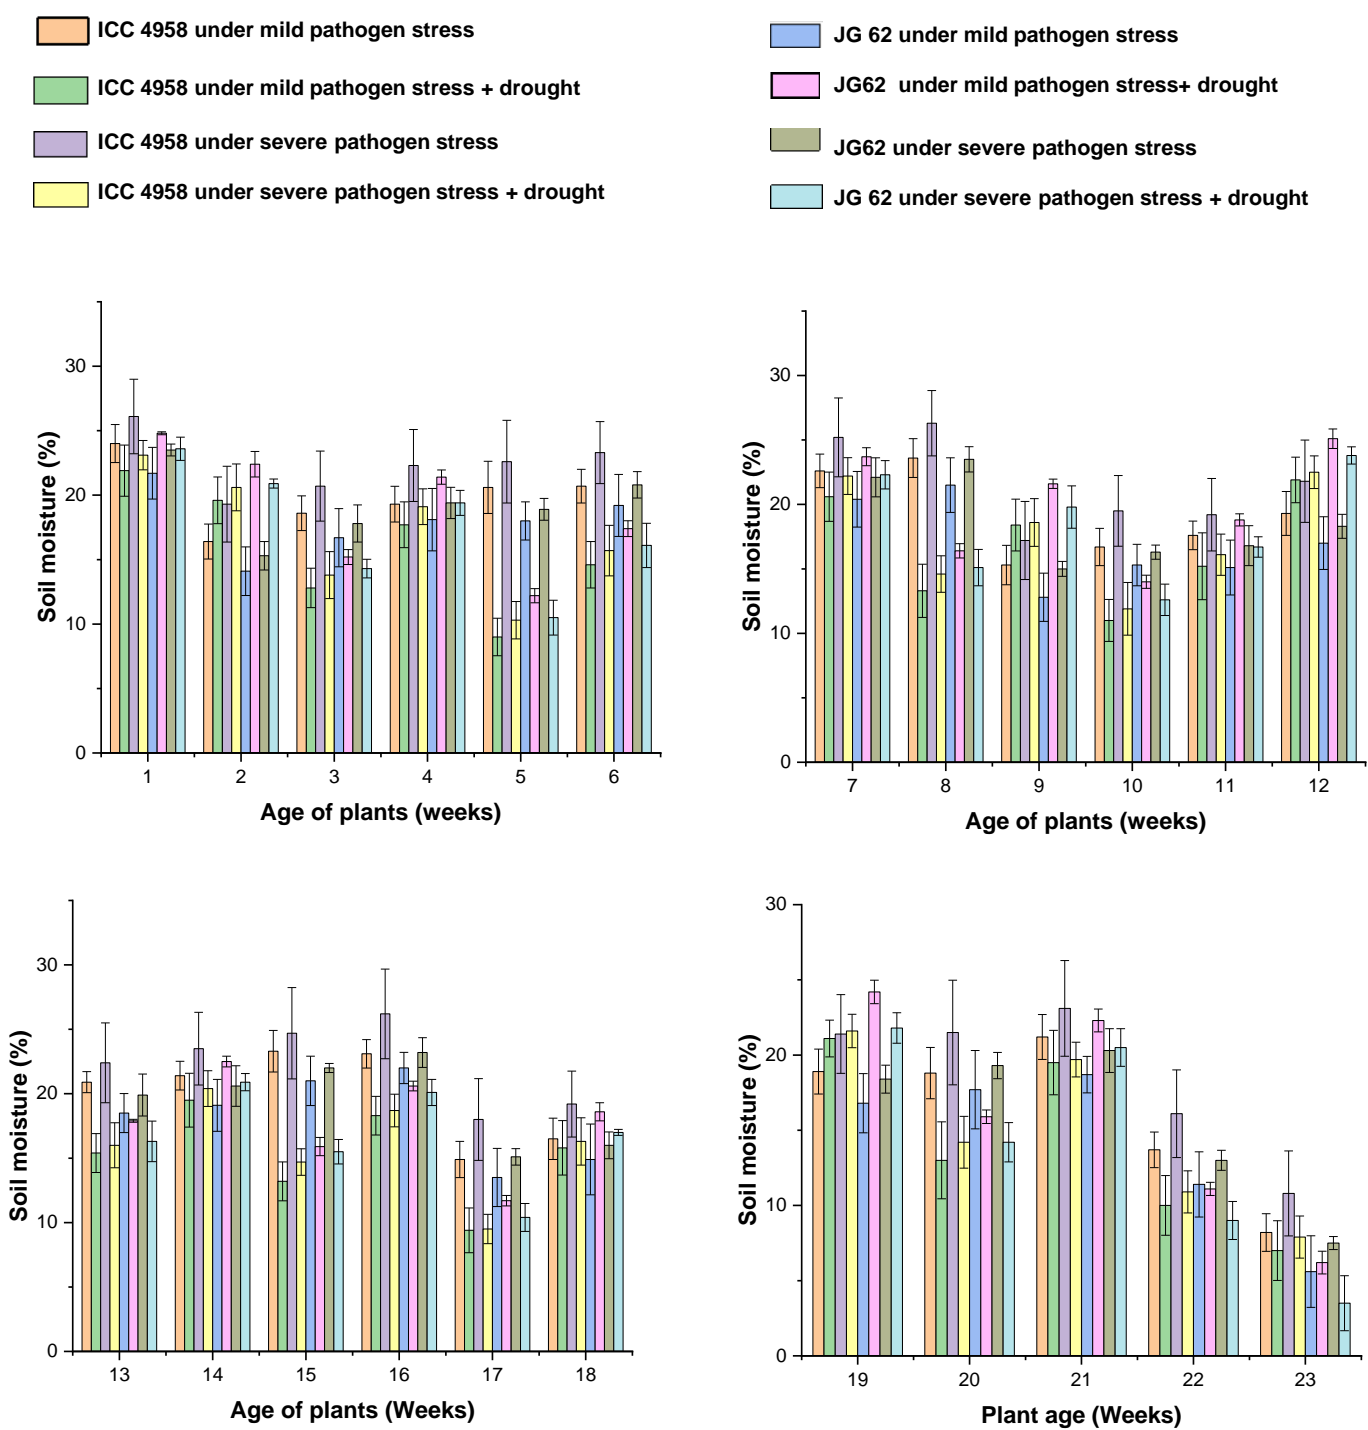 ICC 4958 under mild pathogen stress
ICC 4958 under mild pathogen stress + drought
ICC 4958 under severe pathogen stress
ICC 4958 under severe pathogen stress + drought
JG 62 under mild pathogen stress
JG62 under mild pathogen stress+ drought
JG62 under severe pathogen stress
JG 62 under severe pathogen stress + drought
Soil moisture (%)
30
20
10
0
1 2 3 4 5 6
Age of plants (weeks)
Soil moisture (%)
30
20
10
0
7 8 9 10 11 12
Age of plants (weeks)
Soil moisture (%)
30
20
10
0
13 14 15 16 17 18
Age of plants (Weeks)
Soil moisture (%)
30
20
10
0
19 20 21 22 23
Plant age (Weeks)